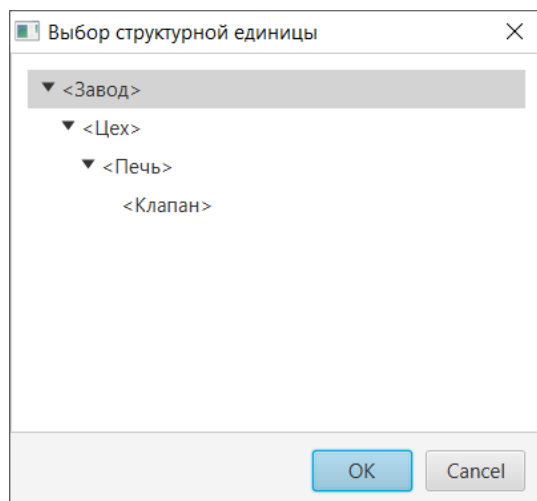 Выбор структурной единицы
<Завод>
<Цех>
<Печь>
<Клапан>
OK
Cancel